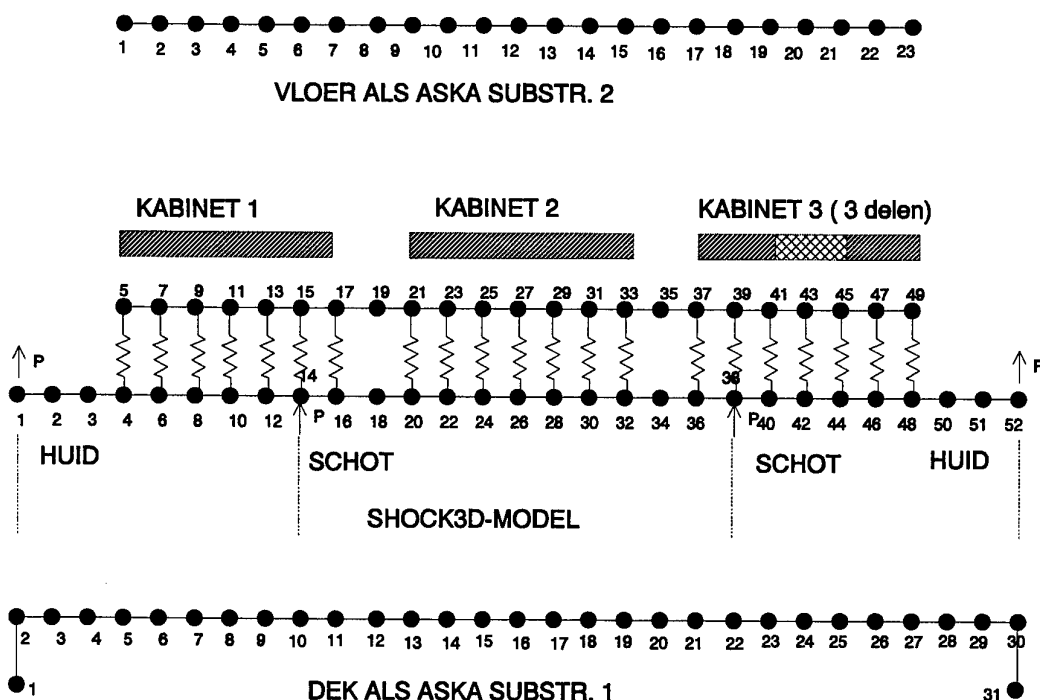 1 2 3 4 5 6 7 8 9 10 11 12 13 14 15 18 16 17 18 19 20 21 22 23
VLOER ALS ASKA SUBSTR. 2
KABINET 1 KABINET 2 KABINET 3 ( 3 delen)
5 7 9 11 13 15 17 19 21 23 25 27 29 31 33 35 37 39 41 43 45 47 49
P 14 38 P
1 2 3 4 6 8 10 12 P 16 18 20 22 24 26 28 30 32 34 36 P 40 42 44 46 48 50 51 52
HUID SCHOT SCHOT HUID
SHOCK3D-MODEL
2 3 4 5 6 7 8 9 10 11 12 13 14 15 16 17 18 19 20 21 22 23 24 25 26 27 28 29 30
1 DEK ALS ASKA SUBSTR. 1 31